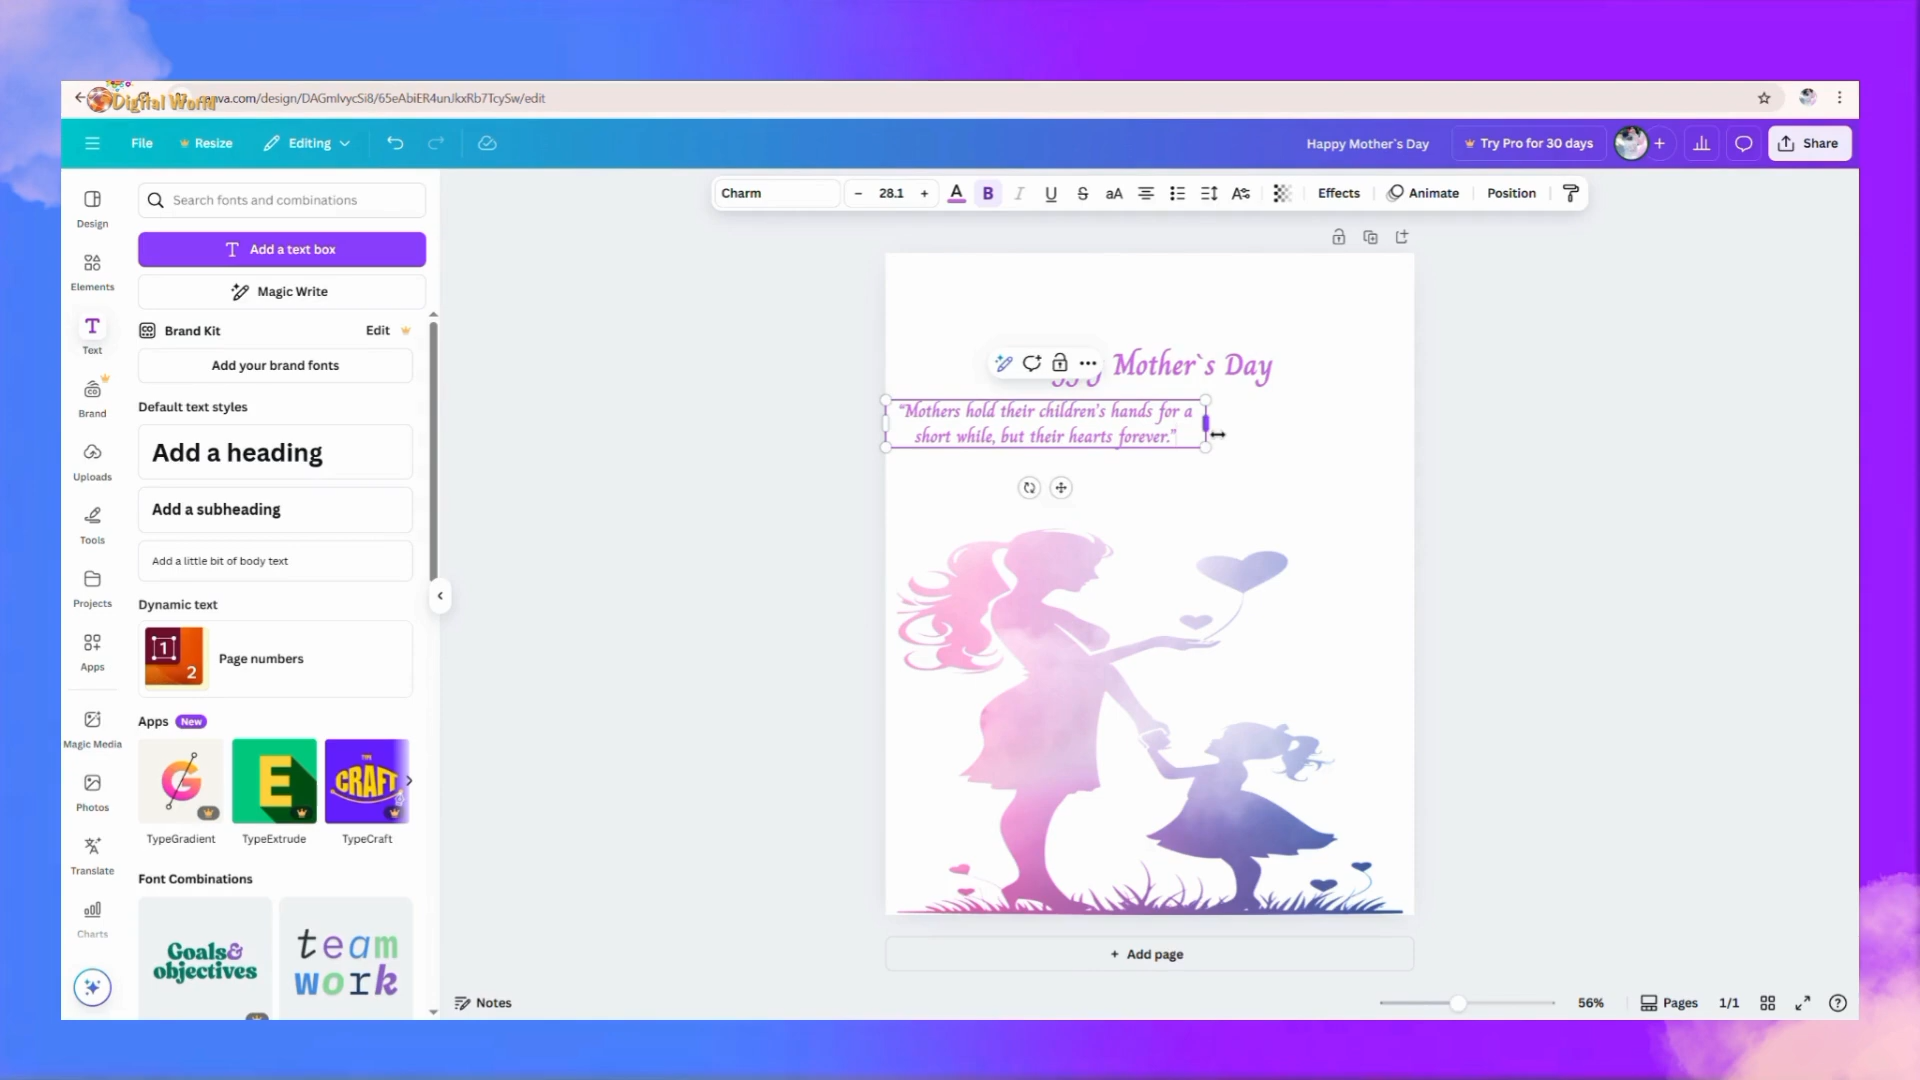 Digital World
nva.com/design/DAGmIvycSi8/65eAbiER4unJkxRb7TcySw/edit
File
Resize
Editing
Happy Mother's Day
Try Pro for 30 days
Share
Search fonts and combinations
Charm
28.1
Effects
Animate
Position
Design
Elements
Text
Brand
Uploads
Tools
Projects
Apps
Magic Media
Photos
Translate
Charts
Add a text box
Magic Write
Brand Kit
Edit
Add your brand fonts
Default text styles
Add a heading
Add a subheading
Add a little bit of body text
Dynamic text
Page numbers
Apps New
TypeGradient
TypeExtrude
TypeCraft
Font Combinations
Goals&
objectives
team
work
Mother`s Day
“Mothers hold their children’s hands for a
short while, but their hearts forever.”
+ Add page
Notes
56%
Pages
1/1